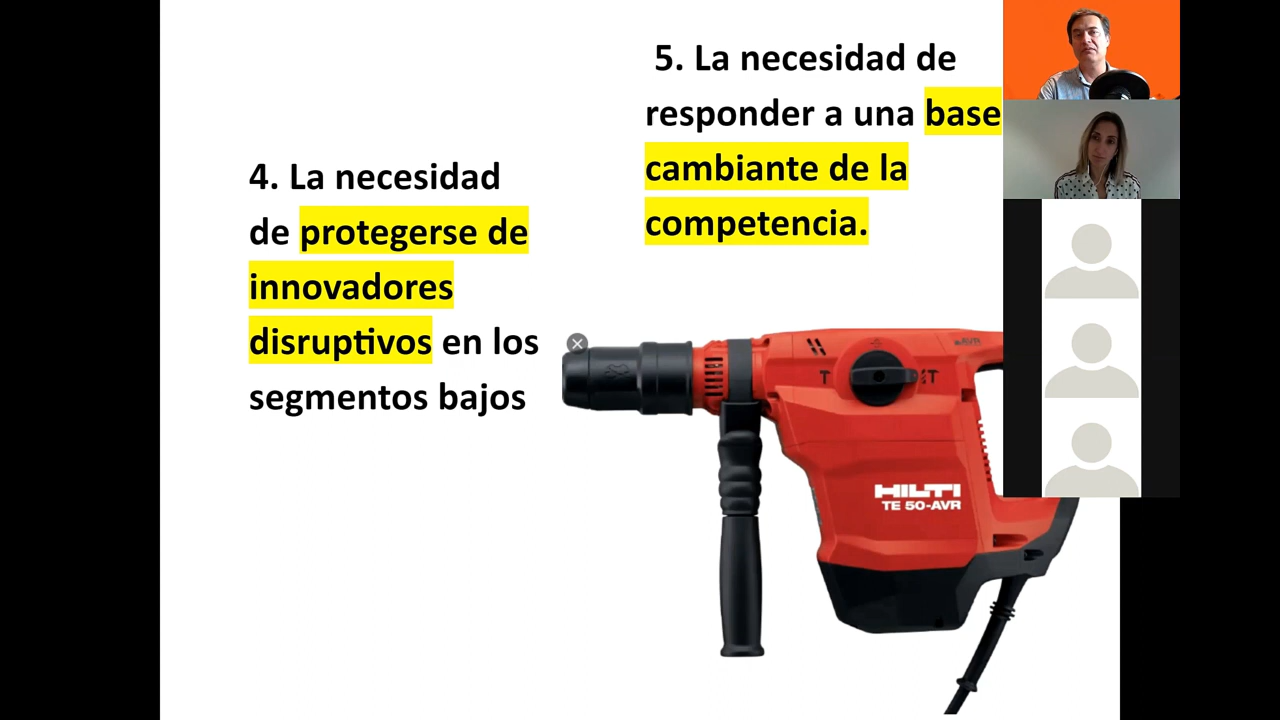 4. La necesidad
de protegerse de
innovadores
disruptivos en los
segmentos bajos
5. La necesidad de
responder a una base
cambiante de la
competencia.
HILTI
TE 50-AVR